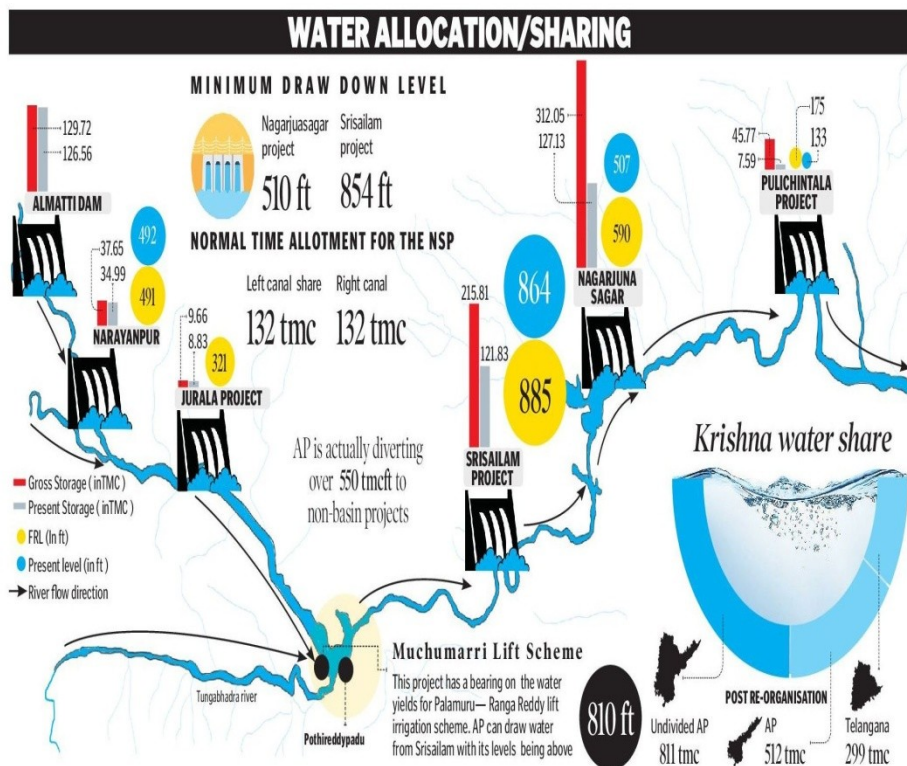 WATER ALLOCATION/SHARING
MINIMUM DRAW DOWN LEVEL
Nagarjuasagar
project
510 ft
Srisailam
project
854 ft
NORMAL TIME ALLOTMENT FOR THE NSP
Left canal share
132 tmc
Right canal
132 tmc
129.72
126.56
ALMATTI DAM
37.65
34.99
492
491
NARAYANPUR
9.66
8.83
321
JURALA PROJECT
215.81
121.83
864
885
SRISAILAM
PROJECT
312.05
127.13
507
590
NAGARJUNA
SAGAR
45.77
7.59
175
133
PULICHINTALA
PROJECT
AP is actually diverting
over 550 tmcft to
non-basin projects
Gross Storage ( inTMC )
Present Storage ( inTMC )
FRL (In ft)
Present level (in ft )
River flow direction
Tungabhadra river
Pothireddypadu
Muchumarri Lift Scheme
This project has a bearing on the water
yields for Palamuru— Ranga Reddy lift
irrigation scheme. AP can draw water
from Srisailam with its levels being above
810 ft
Krishna water share
Undivided AP
811 tmc
POST RE-ORGANISATION
AP
512 tmc
Telangana
299 tmc